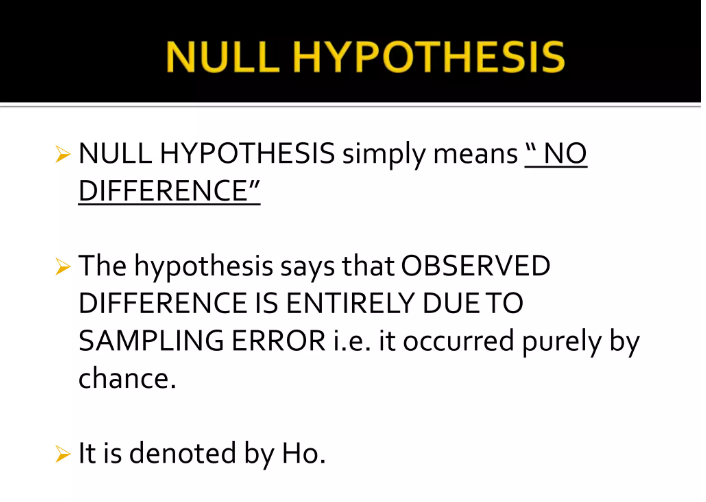 NULL HYPOTHESIS
➢ NULL HYPOTHESIS simply means “ NO
DIFFERENCE”
➢ The hypothesis says that OBSERVED
DIFFERENCE IS ENTIRELY DUE TO
SAMPLING ERROR i.e. it occurred purely by
chance.
➢ It is denoted by Ho.